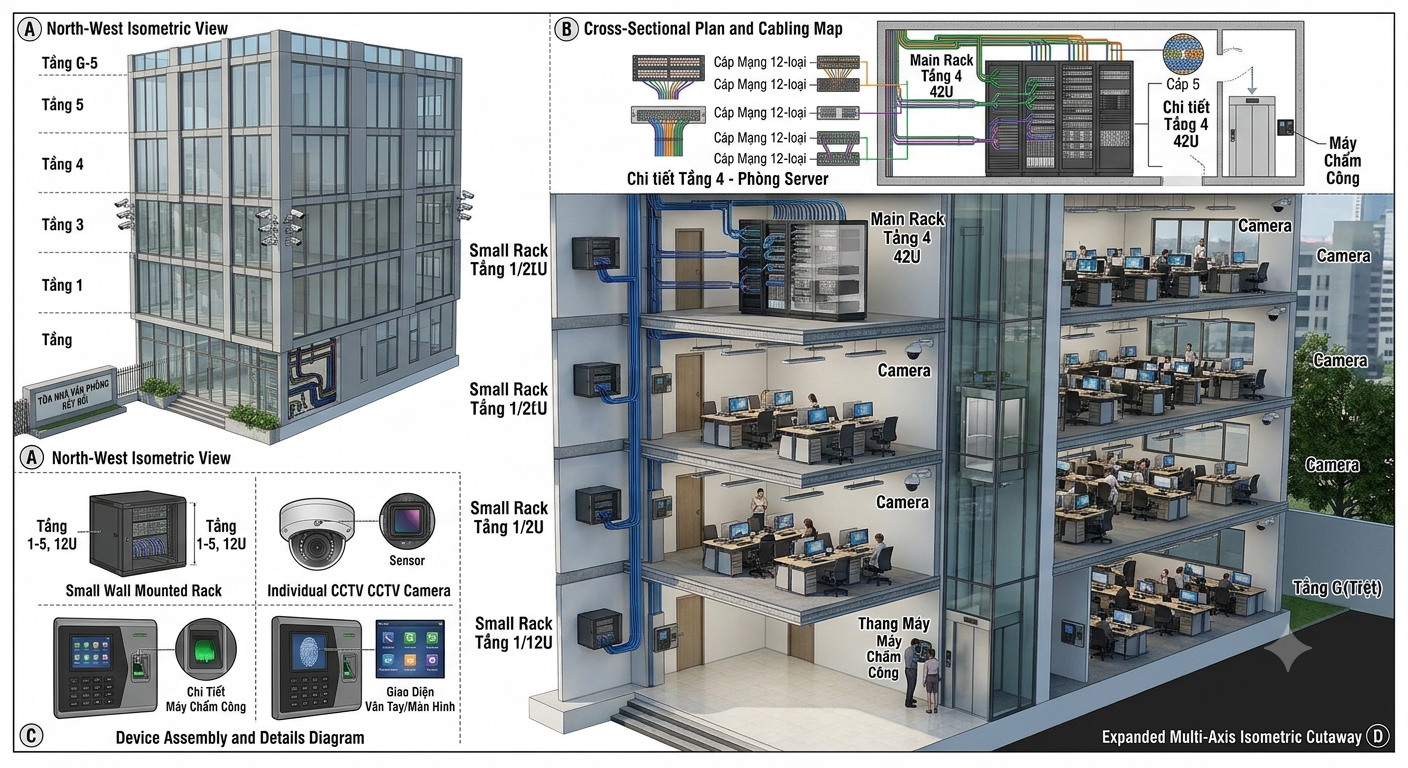 A North-West Isometric View
Tầng G-5
Tầng 5
Tầng 4
Tầng 3
Tầng 1
Tầng
TÒA NHÀ VĂN PHÒNG
RẾT RỐI
A North-West Isometric View
B Cross-Sectional Plan and Cabling Map
Cáp Mạng 12-loại
Cáp Mạng 12-loại
Cáp Mạng 12-loại
Cáp Mạng 12-loại
Cáp Mạng 12-loại
Chi tiết Tầng 4 - Phòng Server
Main Rack
Tầng 4
42U
Cáp 5
Chi tiết
4
42U
Máy
Chấm
Công
Small Rack
Tầng
Small Rack
Tầng
Small Rack
Tầng 1/2U
Small Rack
Tầng 1/12U
Main Rack
Tầng 4
42U
Camera
Camera
Thang Máy
Máy
Chấm
Công
Camera
Camera
Camera
Camera
Tầng G(Trệt)
Expanded Multi-Axis Isometric Cutaway D
Tầng
1-5, 12U
Tầng
1-5, 12U
Small Wall Mounted Rack
Sensor
Individual CCTV CCTV Camera
Chi Tiết
Máy Chấm Công
Giao Diện
Vân Tay/Màn Hình
C Device Assembly and Details Diagram